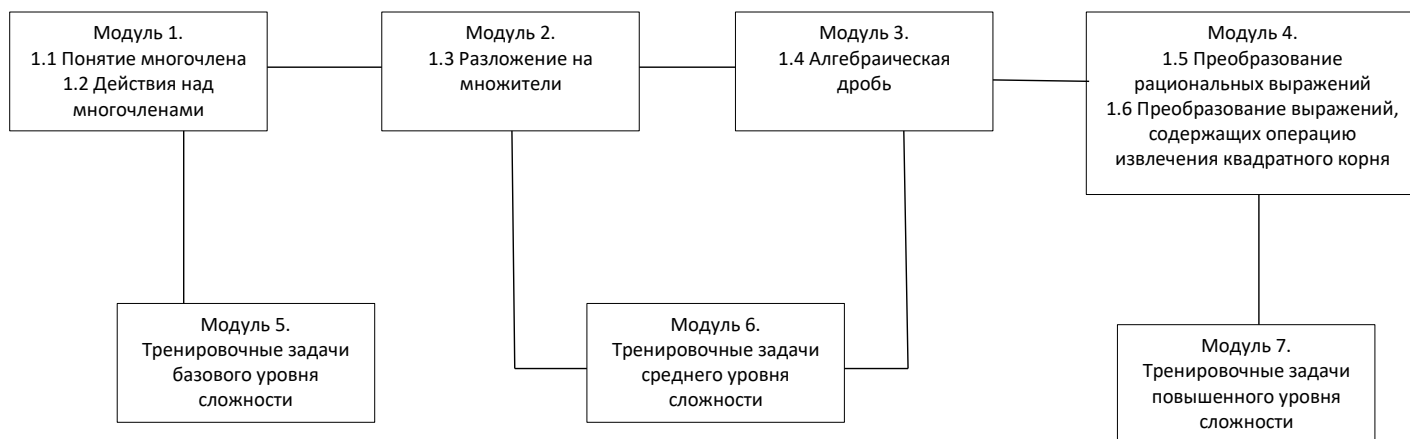 Модуль 1.
1.1 Понятие многочлена
1.2 Действия над
многочленами
Модуль 2.
1.3 Разложение на
множители
Модуль 3.
1.4 Алгебраическая
дробь
Модуль 4.
1.5 Преобразование
рациональных выражений
1.6 Преобразование выражений,
содержащих операцию
извлечения квадратного корня
Модуль 5.
Тренировочные задачи
базового уровня
сложности
Модуль 6.
Тренировочные задачи
среднего уровня
сложности
Модуль 7.
Тренировочные задачи
повышенного уровня
сложности